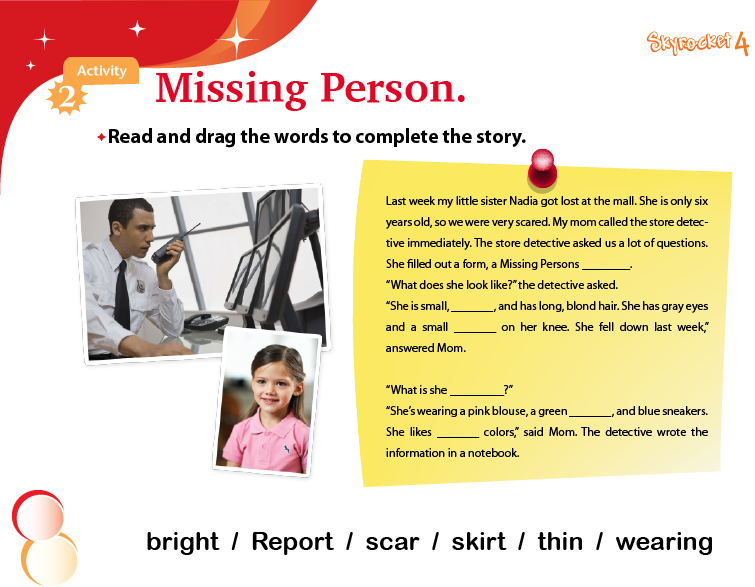 Skyrocket 4
Activity
2
Missing Person.
Read and drag the words to complete the story.
Last week my little sister Nadia got lost at the mall. She is only six
years old, so we were very scared. My mom called the store detec-
tive immediately. The store detective asked us a lot of questions.
She filled out a form, a Missing Persons ________.
“What does she look like?” the detective asked.
“She is small, _______, and has long, blond hair. She has gray eyes
and a small _______ on her knee. She fell down last week,”
answered Mom.
“What is she _________?”
“She’s wearing a pink blouse, a green _______, and blue sneakers.
She likes _______ colors,” said Mom. The detective wrote the
information in a notebook.
bright / Report / scar / skirt / thin / wearing